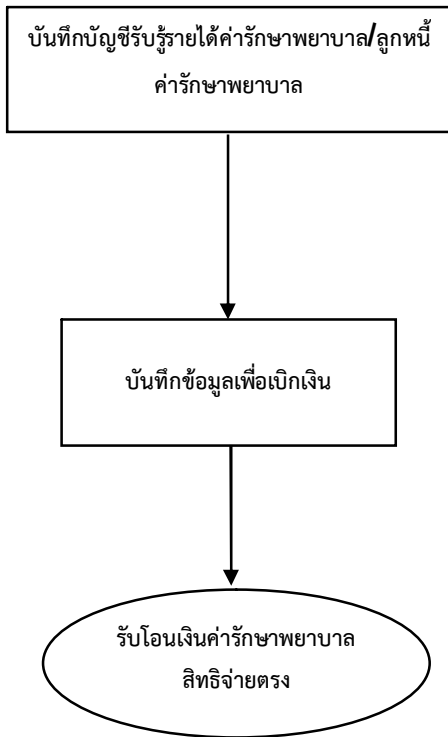 บันทึกบัญชีรับรู้รายได้ค่ารักษาพยาบาล/ลูกหนี้
ค่ารักษาพยาบาล
บันทึกข้อมูลเพื่อเบิกเงิน
รับโอนเงินค่ารักษาพยาบาล
สิทธิจ่ายตรง